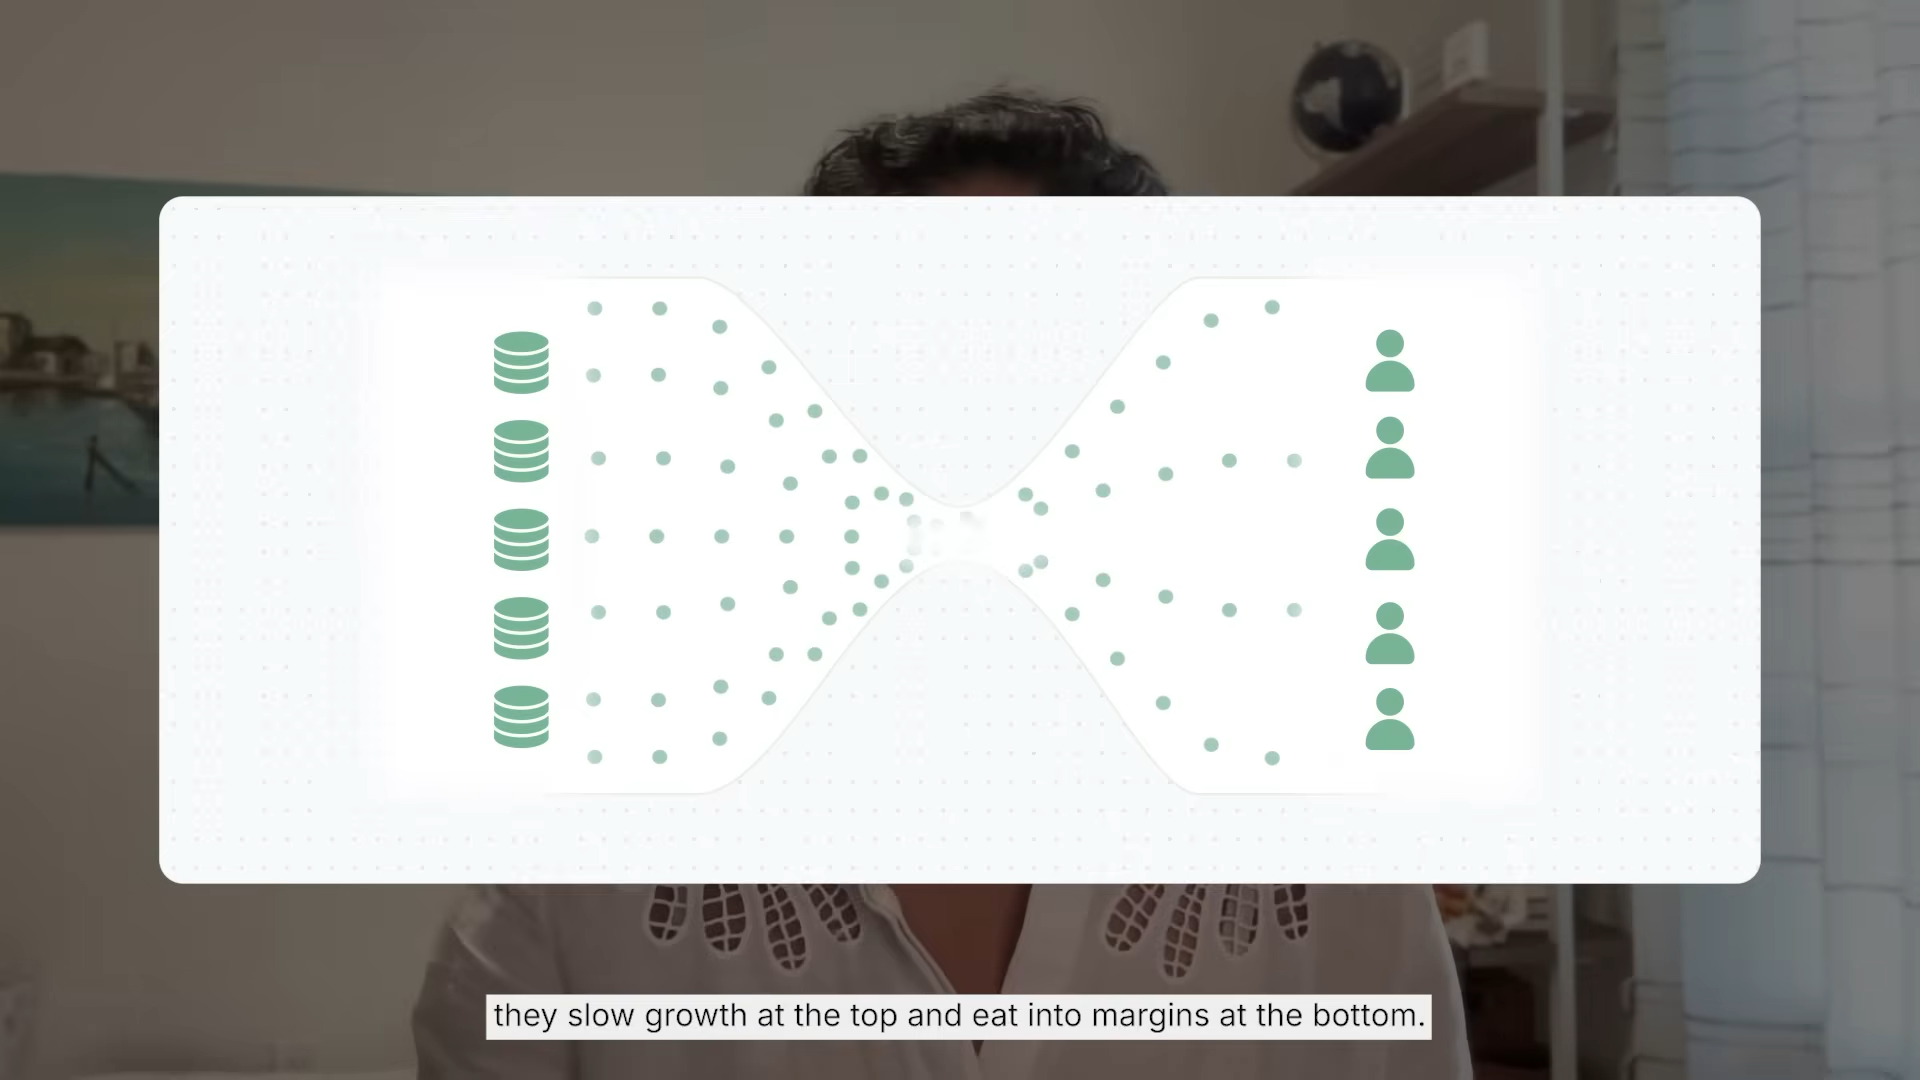 they slow growth at the top and eat into margins at the bottom.